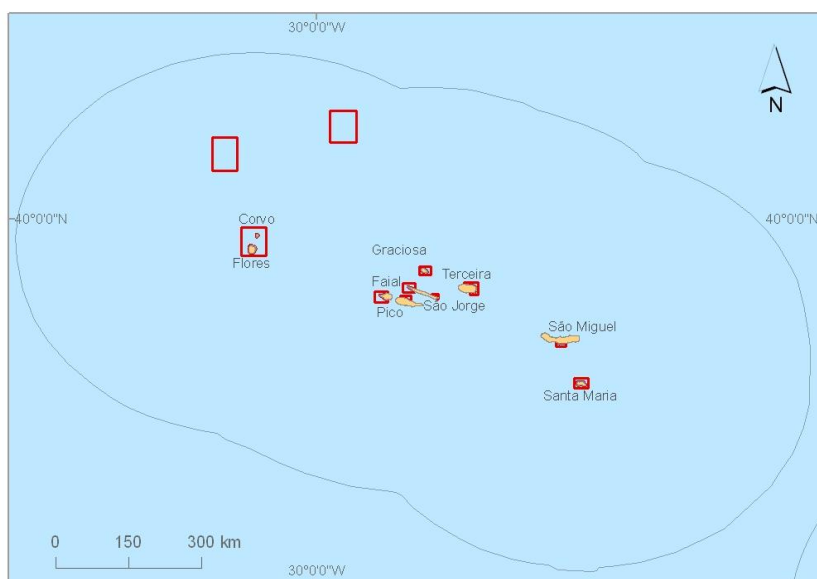 30°0'0"W
N
40°0'0"N
40°0'0"N
Corvo
Flores
Graciosa
Faial
Terceira
Pico
São Jorge
São Miguel
Santa Maria
0 150 300 km
30°0'0"W